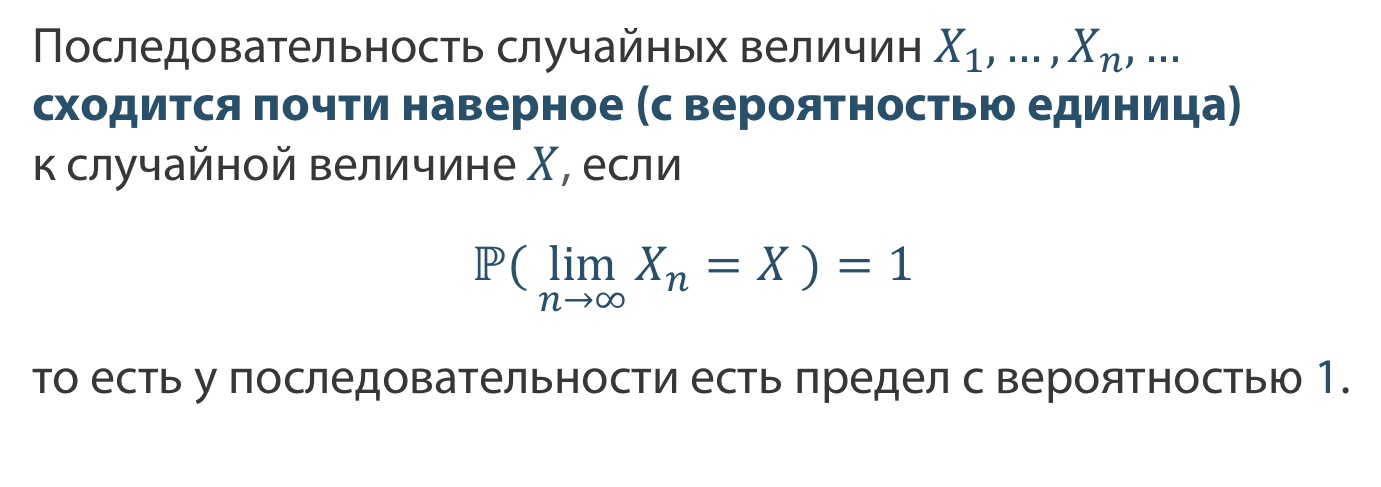 Последовательность случайных величин X₁, … , Xₙ, …
сходится почти наверное (с вероятностью единица)
к случайной величине X, если
ℙ( lim Xₙ = X ) = 1
n→∞
то есть у последовательности есть предел с вероятностью 1.